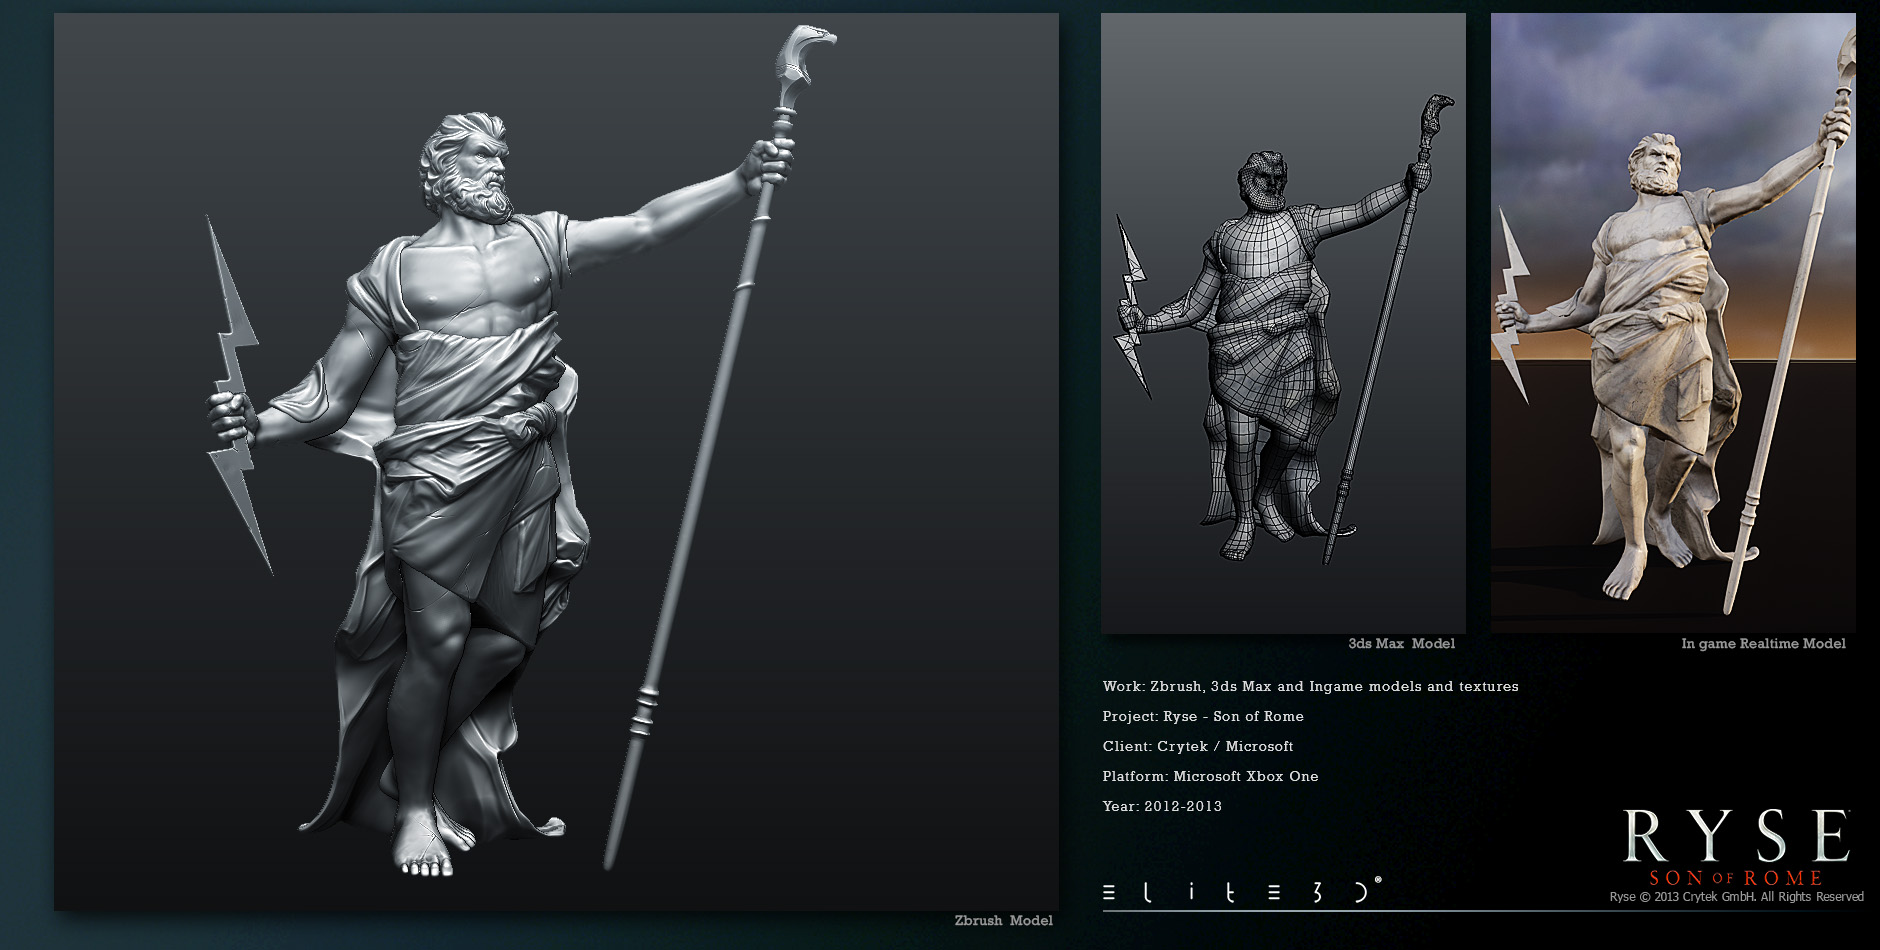 Zbrush Model
3ds Max Model
In game Realtime Model
Work: Zbrush, 3ds Max and Ingame models and textures
Project: Ryse - Son of Rome
Client: Crytek / Microsoft
Platform: Microsoft Xbox One
Year: 2012-2013
ELITE3D®
RYSE
SON OF ROME
Ryse © 2013 Crytek GmbH. All Rights Reserved